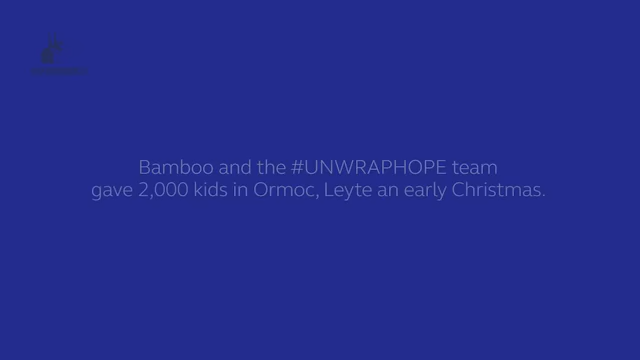 Bamboo and the #UNWRAPHOPE team
gave 2,000 kids in Ormoc, Leyte an early Christmas.